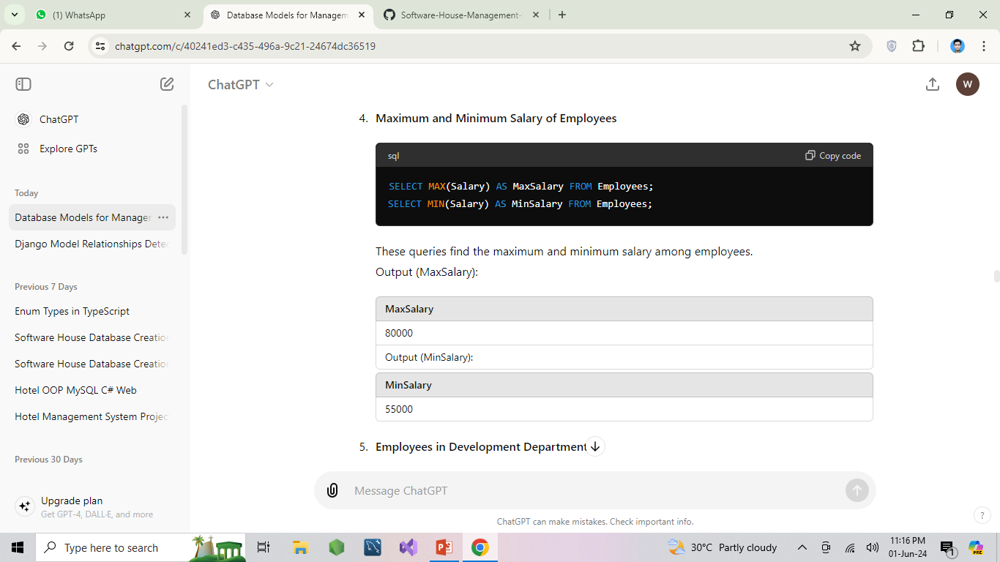 (1) WhatsApp
Database Models for Managem
Software-House-Management-
chatgpt.com/c/40241ed3-c435-496a-9c21-24674dc36519
ChatGPT
W
ChatGPT
Explore GPTs
Today
Database Models for Manager
Django Model Relationships Detec
Previous 7 Days
Enum Types in TypeScript
Software House Database Creation
Software House Database Creation
Hotel OOP MySQL C# Web
Hotel Management System Projec
Previous 30 Days
Upgrade plan
Get GPT-4, DALL·E, and more
4. Maximum and Minimum Salary of Employees
sql
Copy code
SELECT MAX(Salary) AS MaxSalary FROM Employees;
SELECT MIN(Salary) AS MinSalary FROM Employees;
These queries find the maximum and minimum salary among employees.
Output (MaxSalary):
MaxSalary
80000
Output (MinSalary):
MinSalary
55000
5. Employees in Development Department
Message ChatGPT
ChatGPT can make mistakes. Check important info.
?
Type here to search
30°C Partly cloudy
11:16 PM
01-Jun-24
1
PRE